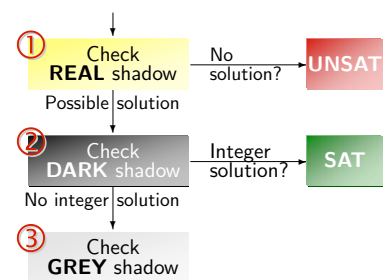 ①
Check
REAL shadow
No
solution?
UNSAT
Possible solution
②
Check
DARK shadow
Integer
solution?
SAT
No integer solution
③
Check
GREY shadow